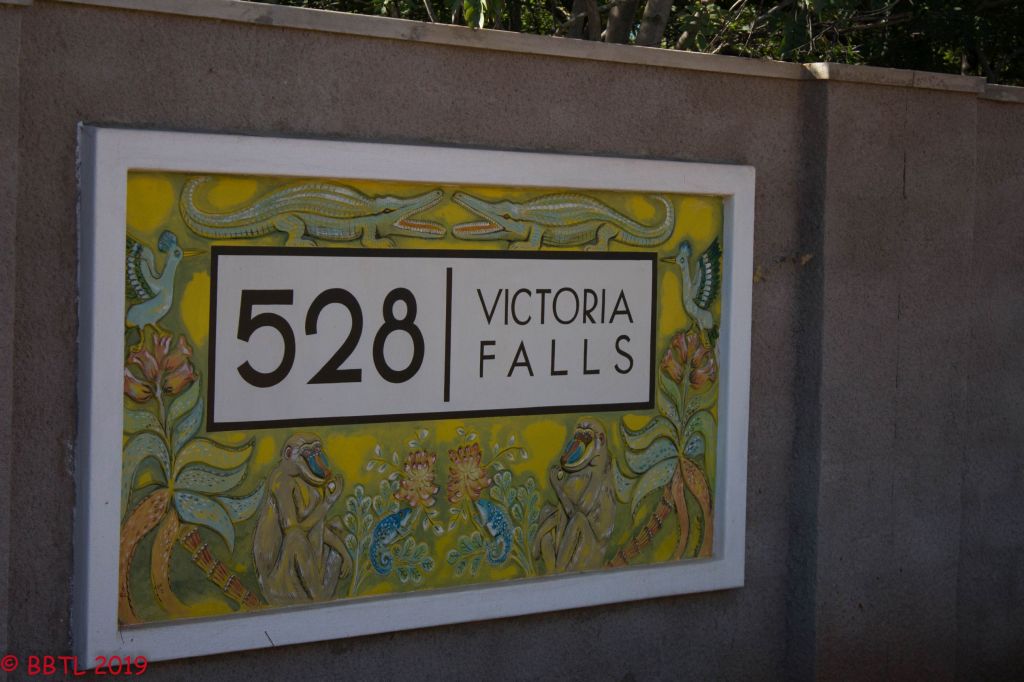 528 VICTORIA
FALLS
© BBTL 2019